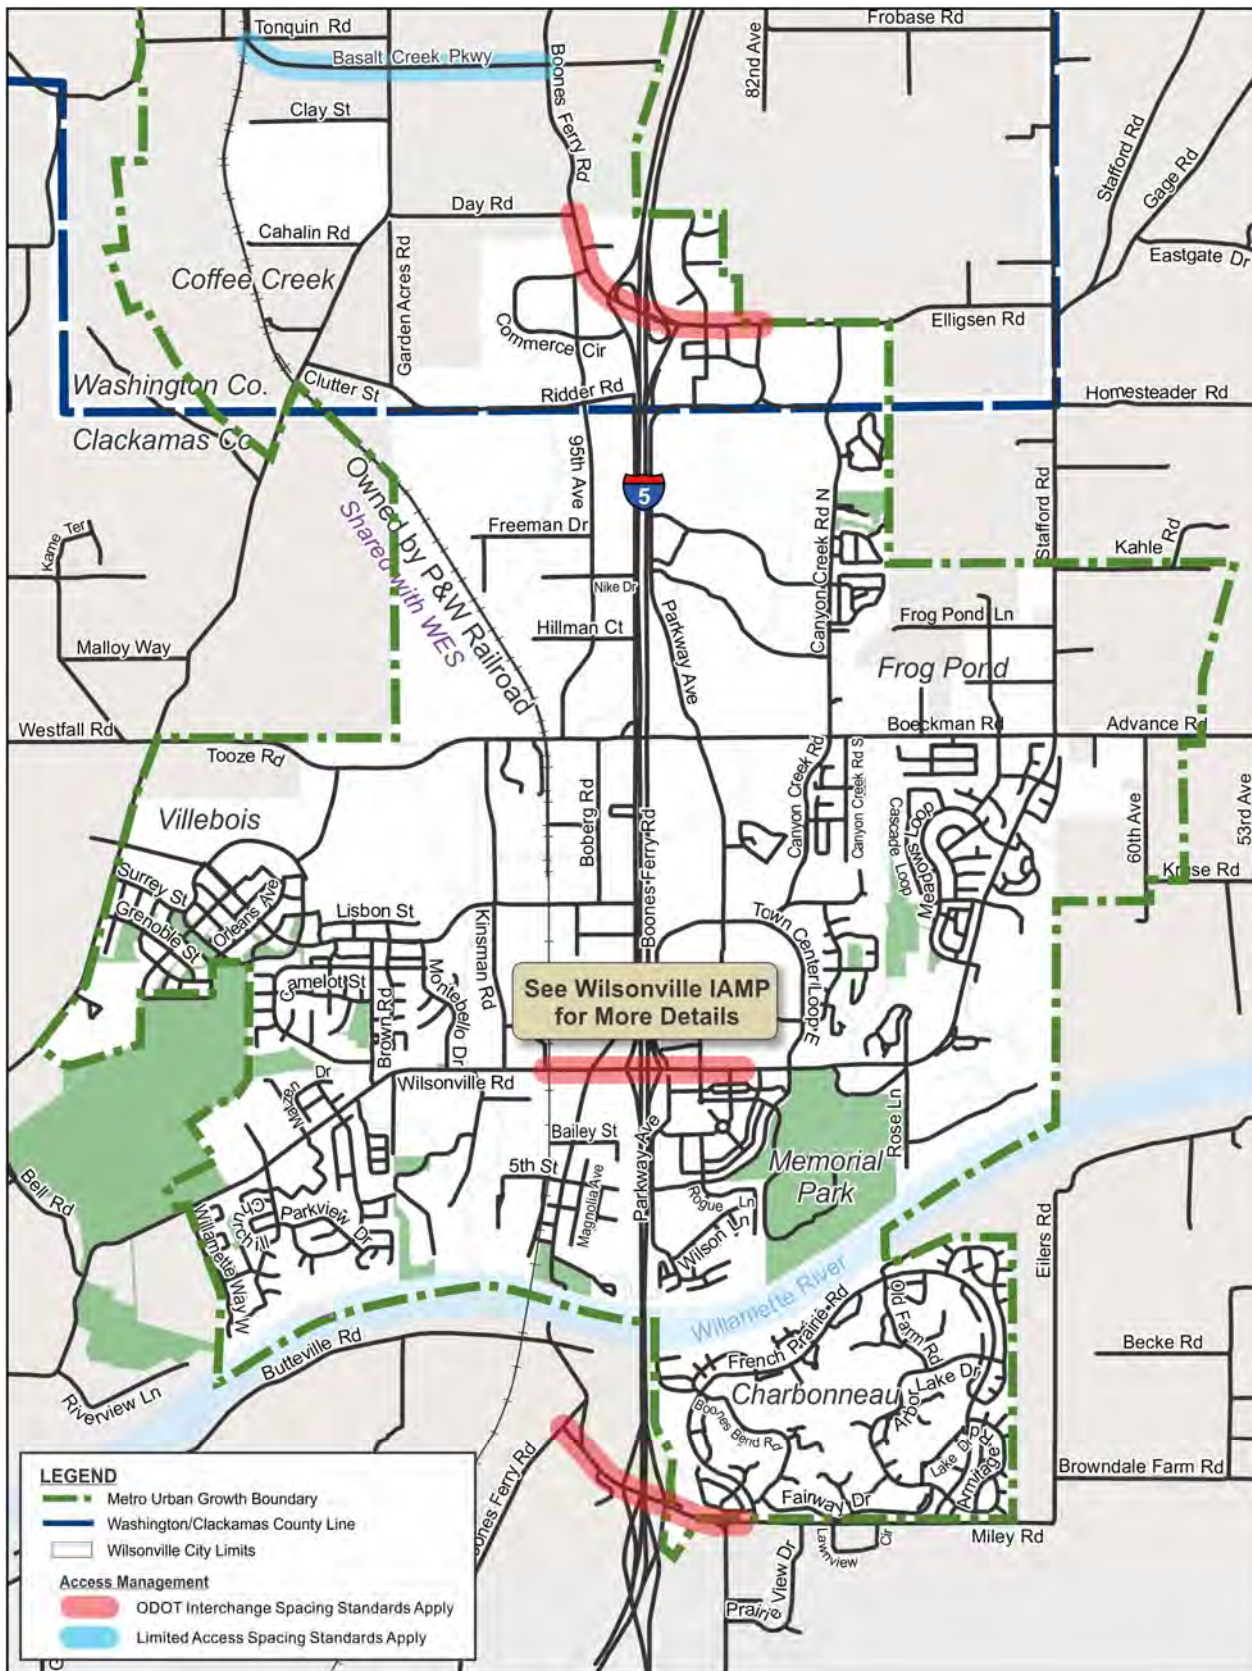 Tonquin Rd
Frobase Rd
Basalt Creek Pkwy
Boones Ferry Rd
82nd Ave
Clay St
Stafford Rd
Gage Rd
Day Rd
Cahalin Rd
Eastgate Dr
Coffee Creek
Garden Acres Rd
Elligsen Rd
Commerce Cir
Washington Co.
Clutter St
Ridder Rd
Homesteader Rd
Clackamas Co
95th Ave
Owned by P&W Railroad
Shared with WES
5
Canyon Creek Rd N
Stafford Rd
Kame Ter
Freeman Dr
Kahle Rd
Nike Dr
Parkway Ave
Hillman Ct
Frog Pond Ln
Malloy Way
Frog Pond
Westfall Rd
Boeckman Rd
Advance Rd
Tooze Rd
Canyon Creek Rd
Canyon Creek Rd S
Boberg Rd
Boones Ferry Rd
Villebois
Cascade Loop
Meadows Loop
60th Ave
53rd Ave
Kruse Rd
Surrey St
Orleans Ave
Grenoble St
Lisbon St
Kinsman Rd
Town Center Loop E
Camelot St
Montebello Dr
Brown Rd
See Wilsonville IAMP
for More Details
Wilsonville Rd
Mazen Dr
Rose Ln
Bailey St
Parkway Ave
5th St
Magnolia Ave
Memorial
Park
Bell Rd
Rogue Ln
Churchill
Parkview Dr
Wilson Ln
Willamette Way W
Eilers Rd
Willamette River
Old Farm Rd
French Prairie Rd
Butteville Rd
Becke Rd
Arbor Lake Dr
Charbonneau
Riverview Ln
Boones Bend Rd
Lake Dr
Armitage Rd
Browndale Farm Rd
Fairway Dr
oones Ferry Rd
Miley Rd
Lawnview Cir
Prairie View Dr
LEGEND
Metro Urban Growth Boundary
Washington/Clackamas County Line
Wilsonville City Limits
Access Management
ODOT Interchange Spacing Standards Apply
Limited Access Spacing Standards Apply